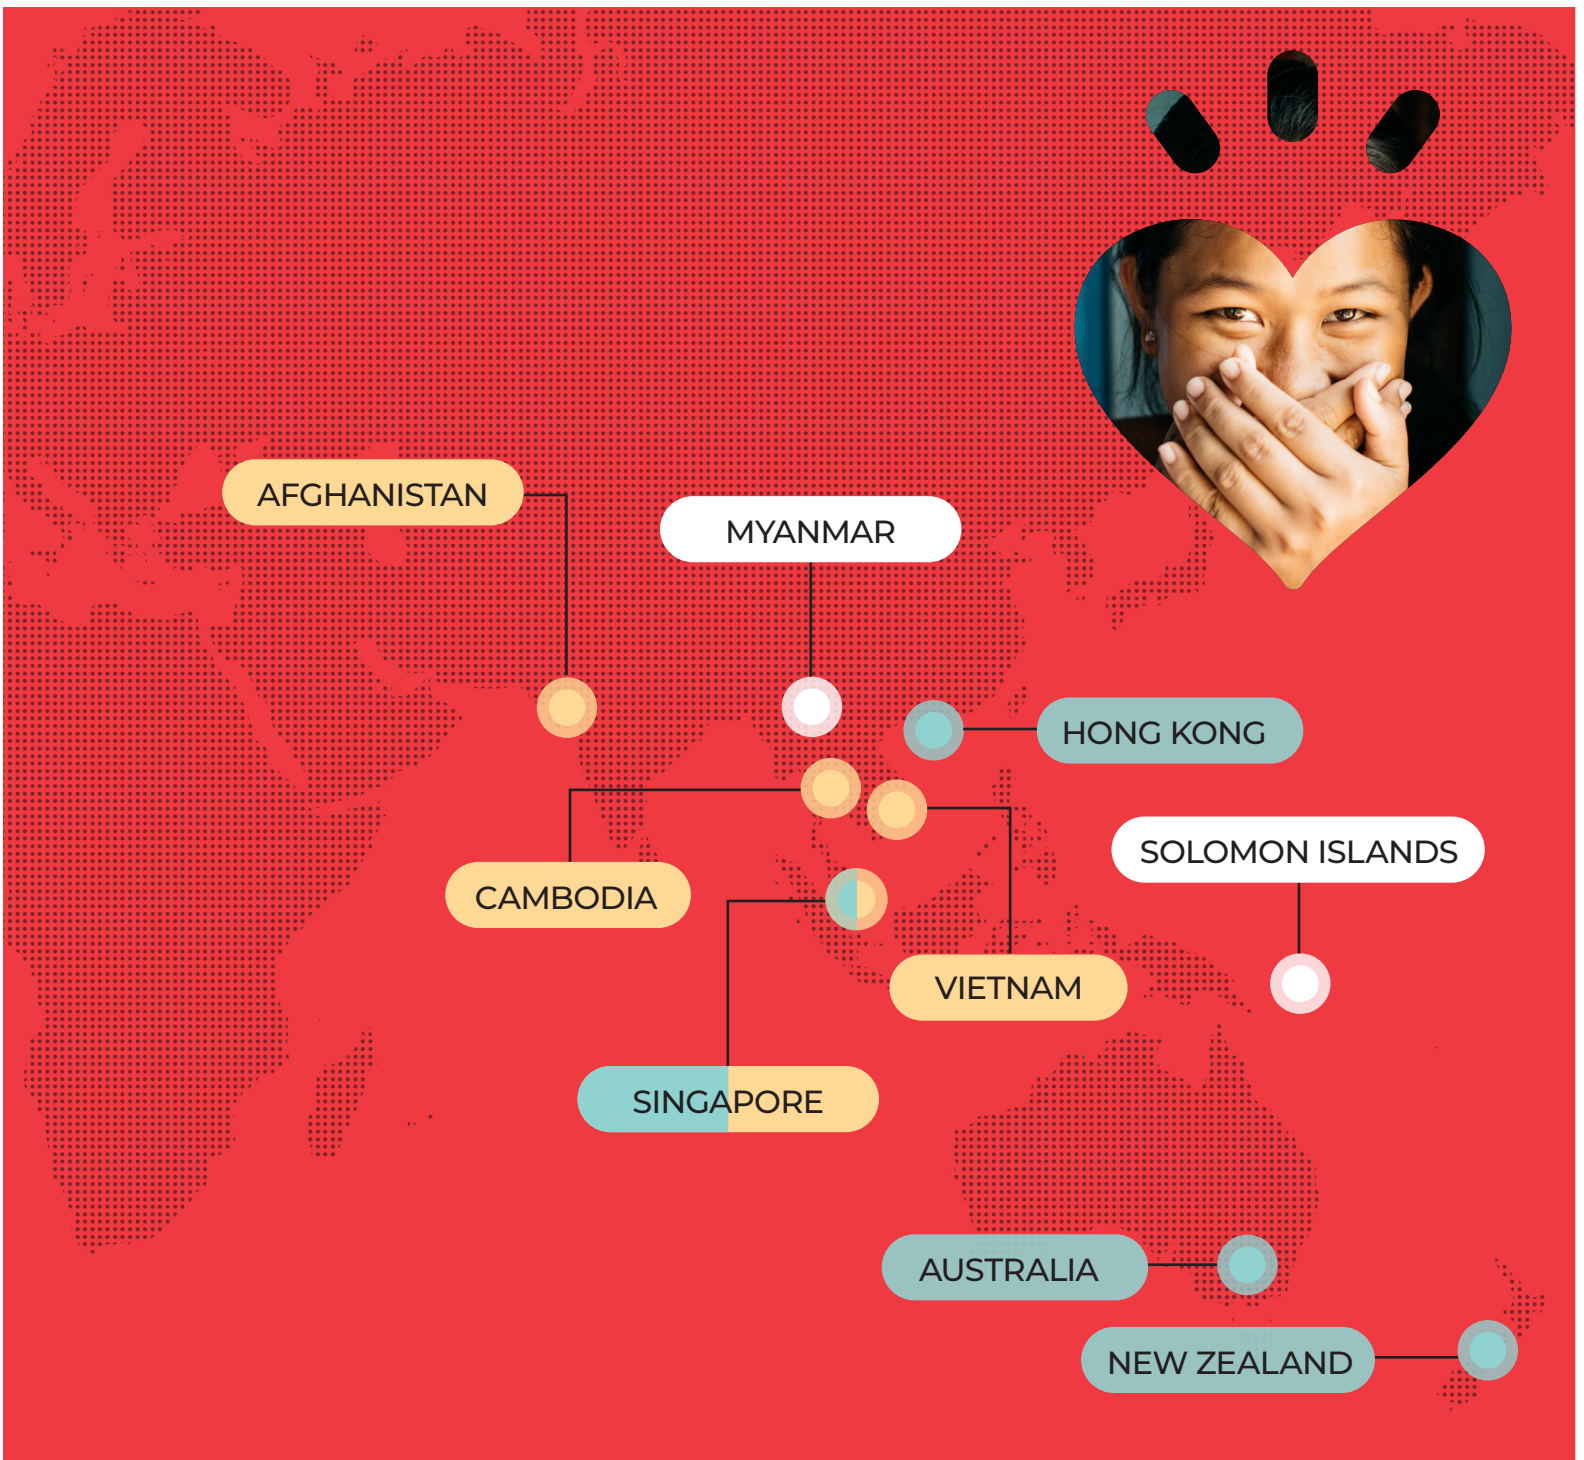 AFGHANISTAN
MYANMAR
HONG KONG
SOLOMON ISLANDS
CAMBODIA
VIETNAM
SINGAPORE
AUSTRALIA
NEW ZEALAND